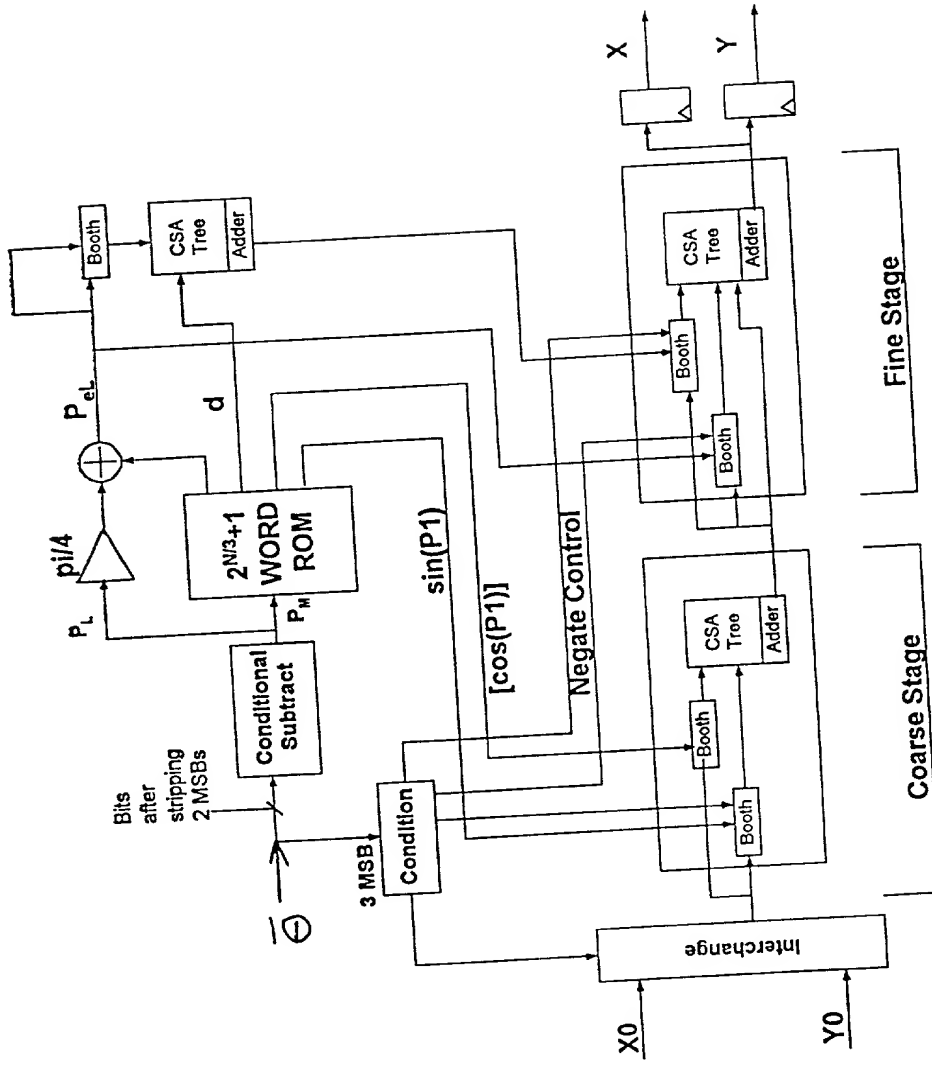 X
Y
Booth
CSA
Tree
Adder
P_eL
d
pi/4
P_L
2^N/3+1
WORD
ROM
P_M
sin(P1)
[cos(P1)]
Negate Control
Bits
after
stripping
2 MSBs
Conditional
Subtract
Θ̅
3 MSB
Condition
Booth
Booth
CSA
Tree
Adder
Fine Stage
Booth
Booth
CSA
Tree
Adder
Coarse Stage
Interchange
X0
Y0